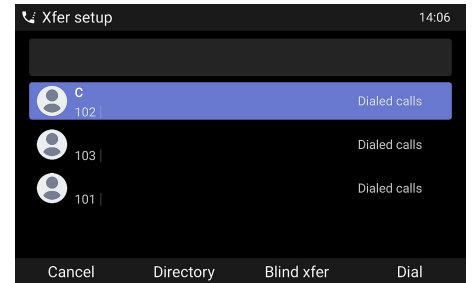 Xfer setup 14:06
C
102 Dialed calls
103 Dialed calls
101 Dialed calls
Cancel Directory Blind xfer Dial